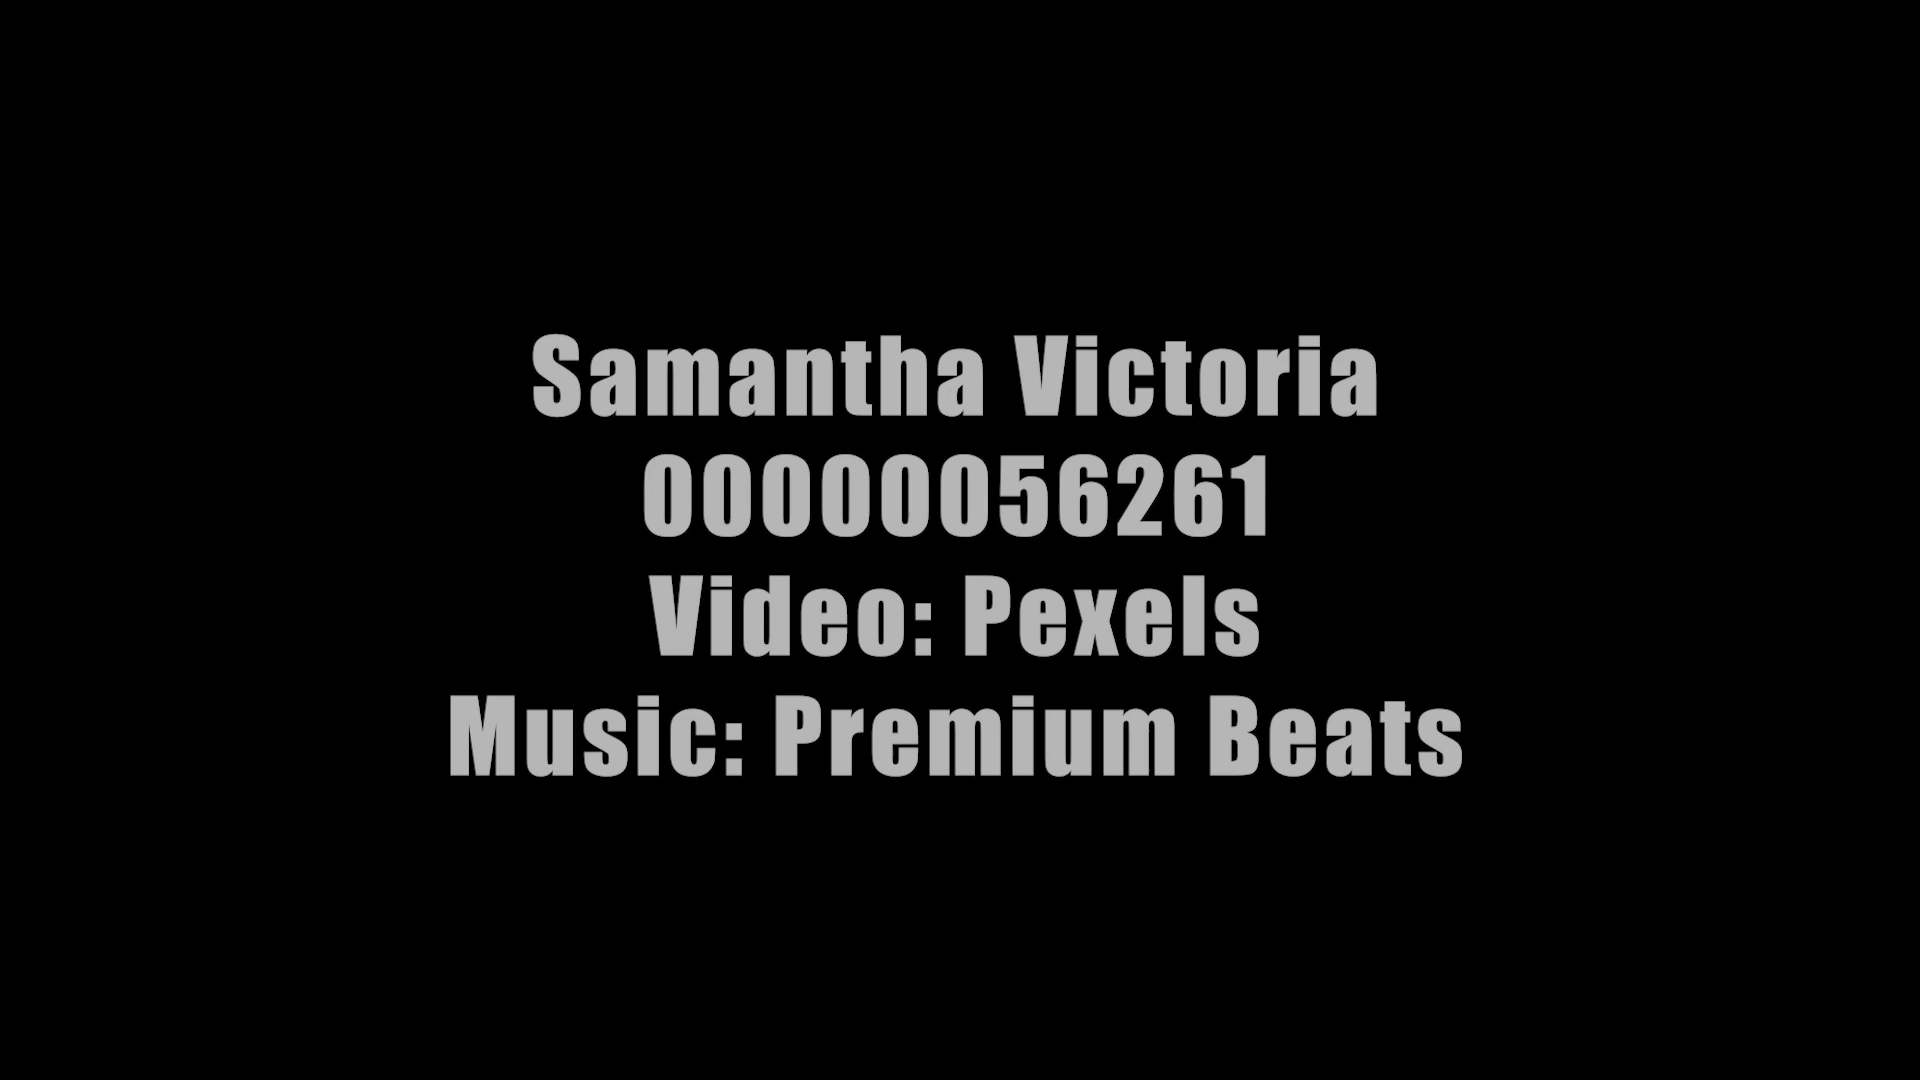 Samantha Victoria
00000056261
Video: Pexels
Music: Premium Beats